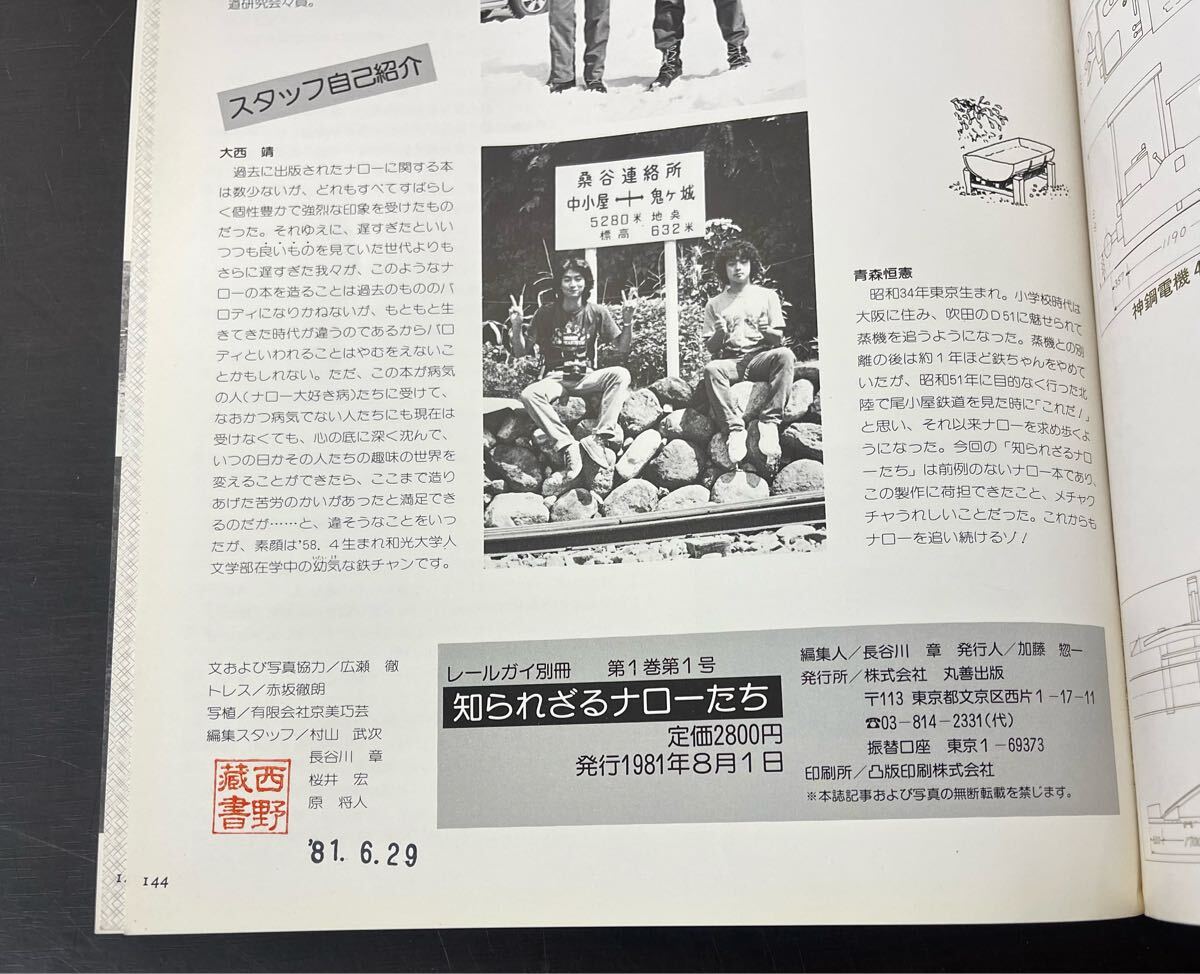 道研究会々員。
スタッフ自己紹介
大西 靖
過去に出版されたナローに関する本
は数少ないが、どれもすべてすばらし
く個性豊かで強烈な印象を受けたもの
だった。それゆえに、遅すぎたといい
つつも良いものを見ていた世代よりも
さらに遅すぎた我々が、このようなナ
ローの本を造ることは過去のもののパ
ロディになりかねないが、もともと生
きてきた時代が違うのであるからパロ
ディといわれることはやむをえないこ
とかもしれない。ただ、この本が病気
の人(ナロー大好き病)たちに受けて、
なおかつ病気でない人たちにも現在は
受けなくても、心の底に深く沈んで、
いつの日かその人たちの趣味の世界を
変えることができたら、ここまで造り
あげた苦労のかいがあったと満足でき
るのだが……と、違そうなことをいっ
たが、素顔は'58.4生まれ和光大学人
文学部在学中の幼気な鉄チャンです。
桑谷連絡所
中小屋 鬼ヶ城
5280米 地点
標高 632米
青森恒憲
昭和34年東京生まれ。小学校時代は
大阪に住み、吹田のD51に魅せられて
蒸機を追うようになった。蒸機との別
離の後は約1年ほど鉄ちゃんをやめて
いたが、昭和51年に目的なく行った北
陸で尾小屋鉄道を見た時に「これだ!」
と思い、それ以来ナローを求め歩くよ
うになった。今回の「知られざるナロ
ーたち」は前例のないナロー本であり、
この製作に荷担できたこと、メチャク
チャうれしいことだった。これからも
ナローを追い続けるゾ!
文および写真協力/広瀬 徹
トレス/赤坂徹朗
写植/有限会社京美巧芸
編集スタッフ/村山 武次
長谷川 章
桜井 宏
原 将人
西野
蔵書
'81.6.29
レールガイ別冊 第1巻第1号
知られざるナローたち
定価2800円
発行1981年8月1日
編集人/長谷川 章 発行人/加藤 惣一
発行所/株式会社 丸善出版
〒113 東京都文京区西片1-17-11
☎03-814-2331(代)
振替口座 東京1-69373
印刷所/凸版印刷株式会社
※本誌記事および写真の無断転載を禁じます。
144
1190
神鋼電機 4